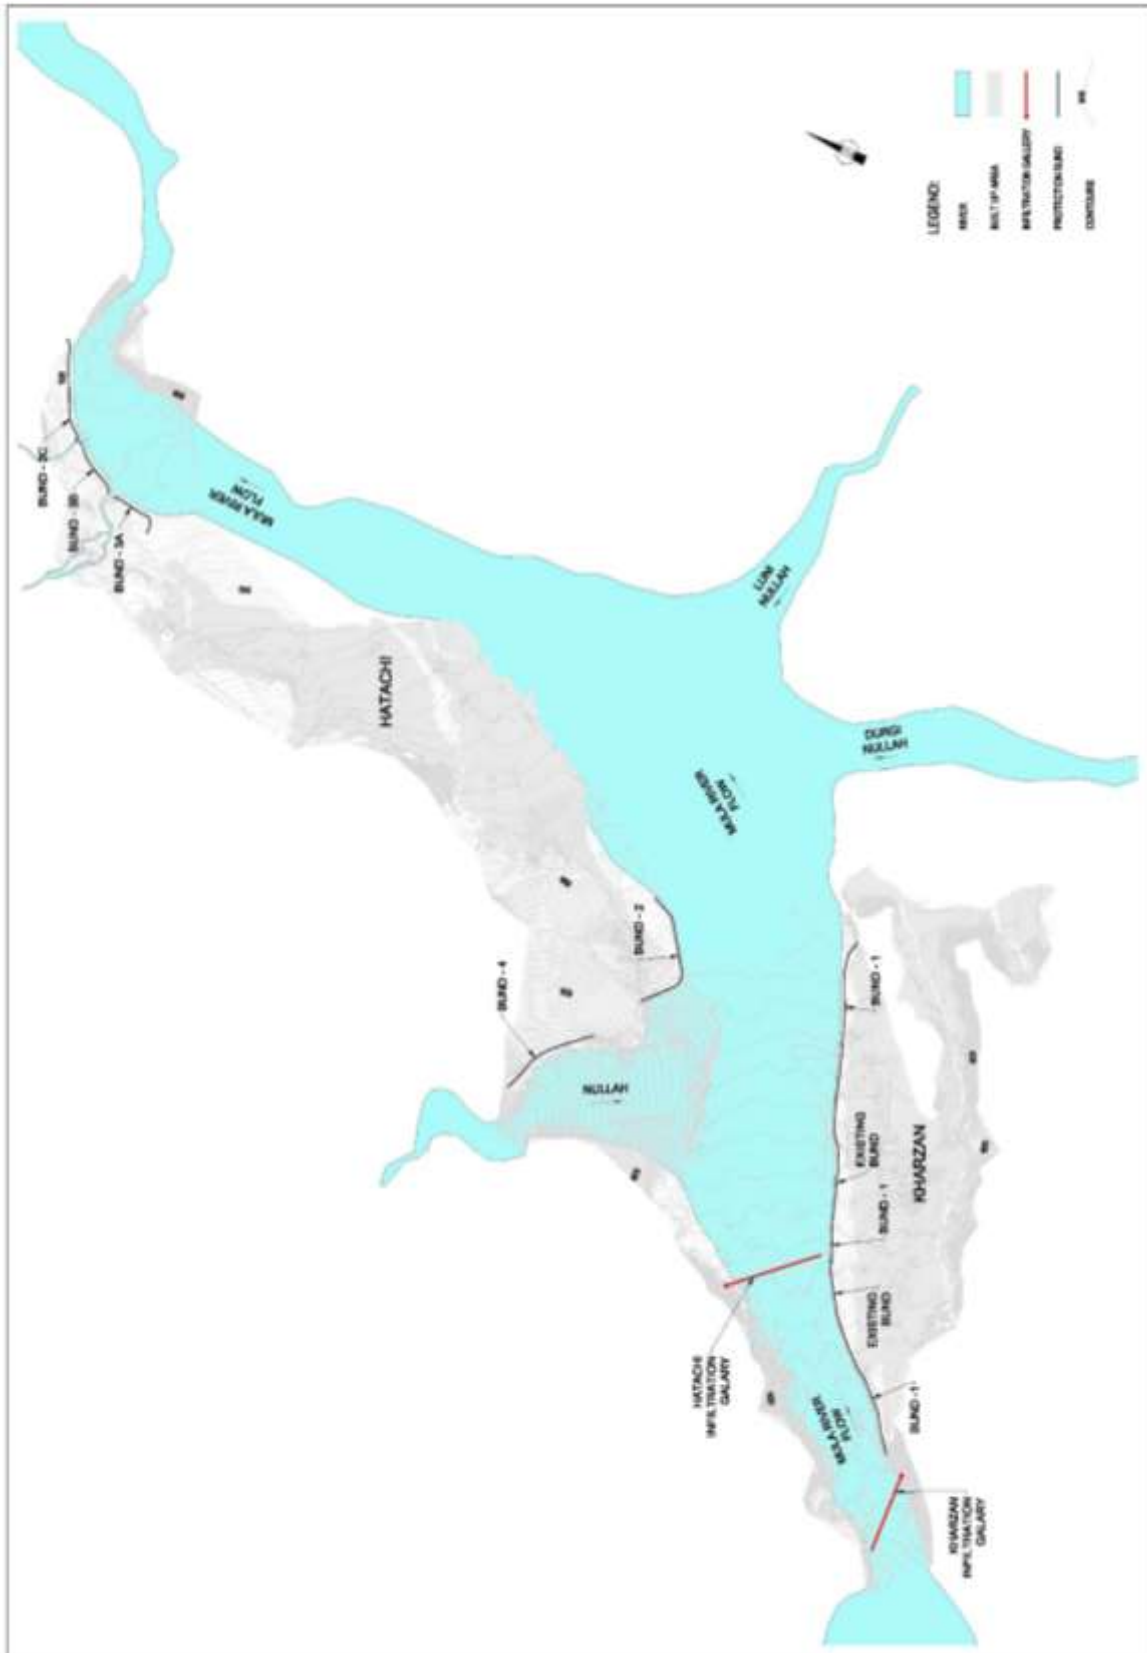 LEGEND:
RIVER
BUILT UP AREA
INFILTRATION GALLERY
PROTECTION BUND
CONTOURS
BUND - 3C
BUND - 3B
BUND - 3A
MULA RIVER
FLOW
HATACHI
LUNI
NULLAH
DURGI
NULLAH
MULA RIVER
FLOW
BUND - 2
BUND - 4
NULLAH
BUND - 1
EXISTING
BUND
KHARZAN
BUND - 1
EXISTING
BUND
HATACHI
INFILTRATION
GALARY
MULA RIVER
FLOW
BUND -1
KHARZAN
INFILTRATION
GALARY